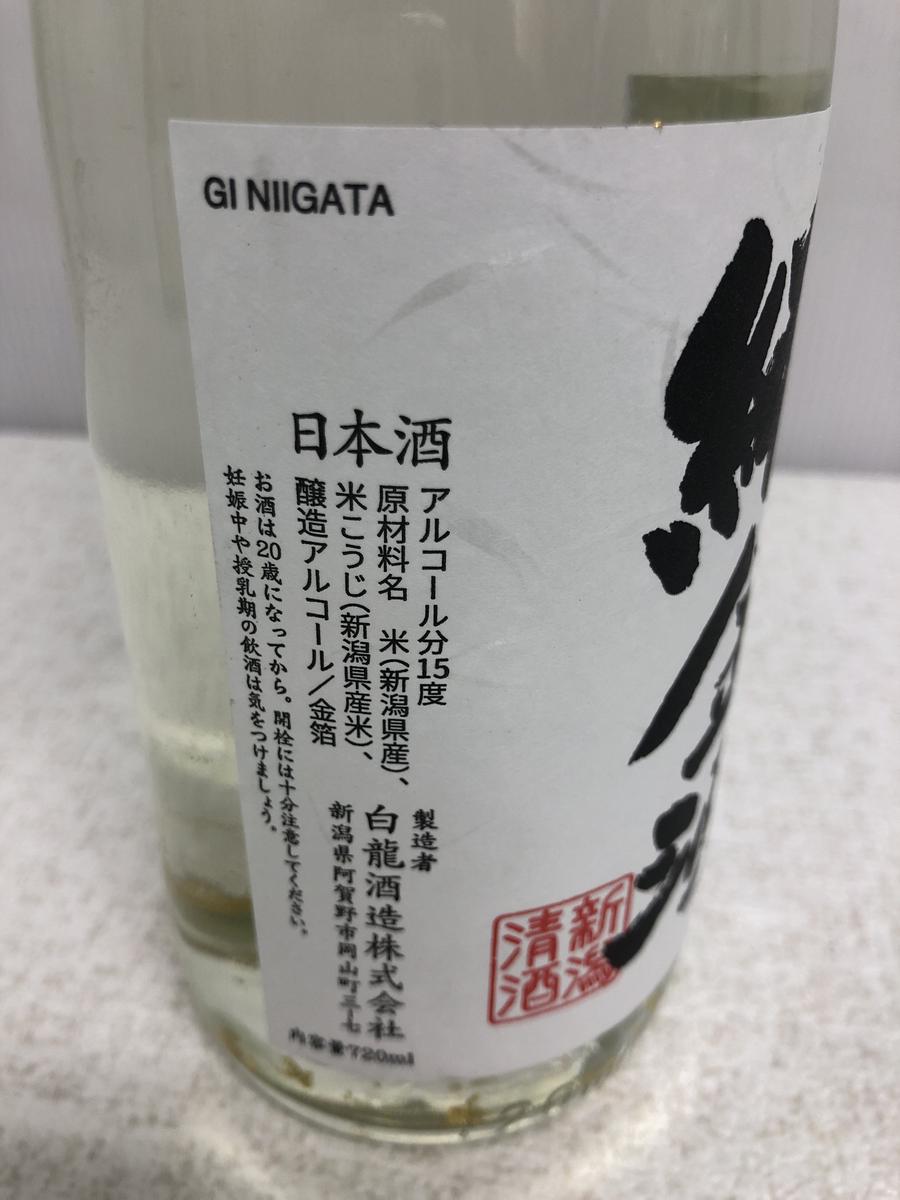 GI NIIGATA
純金
日本酒
アルコール分15度
原材料名　米(新潟県産)、
米こうじ(新潟県産米)、
醸造アルコール/金箔
お酒は20歳になってから。開栓には十分注意してください。
妊娠中や授乳期の飲酒は気をつけましょう。
製造者
白龍酒造株式会社
新潟県阿賀野市岡山町三-七
内容量720ml
新潟
清酒